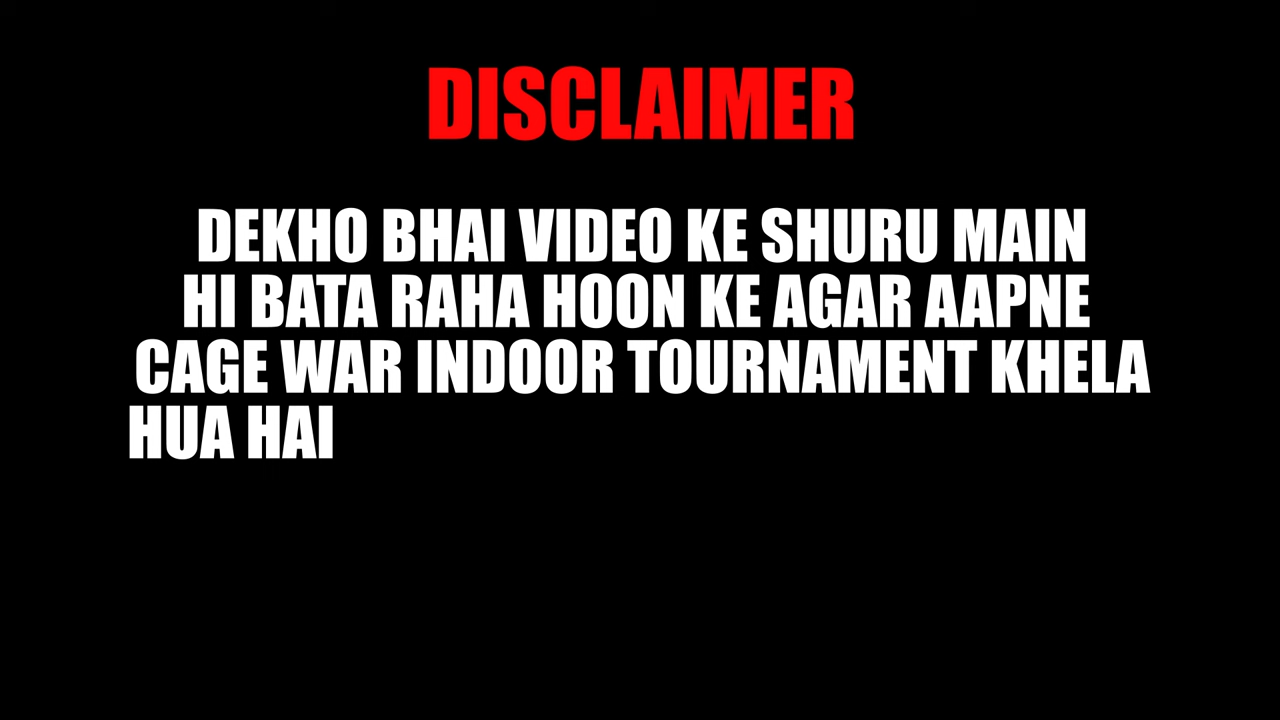 DISCLAIMER
DEKHO BHAI VIDEO KE SHURU MAIN
HI BATA RAHA HOON KE AGAR AAPNE
CAGE WAR INDOOR TOURNAMENT KHELA
HUA HAI